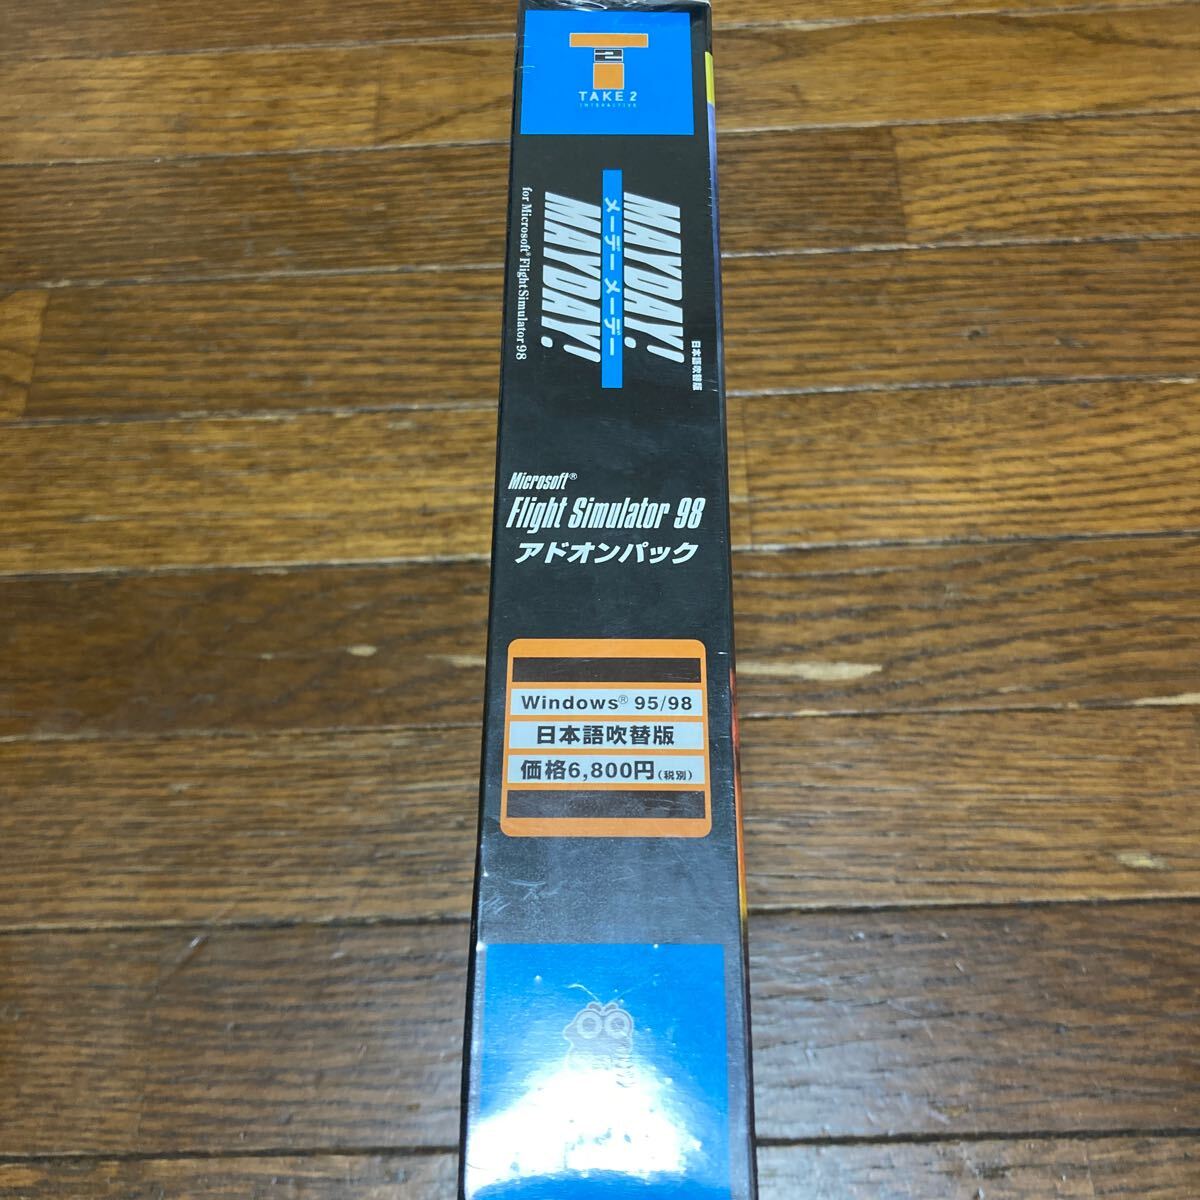 TAKE 2
INTERACTIVE
MAYDAY!
メーデー メーデー
MAYDAY!
for Microsoft® Flight Simulator 98
日本語吹替版
Microsoft®
Flight Simulator 98
アドオンパック
Windows® 95/98
日本語吹替版
価格6,800円(税別)